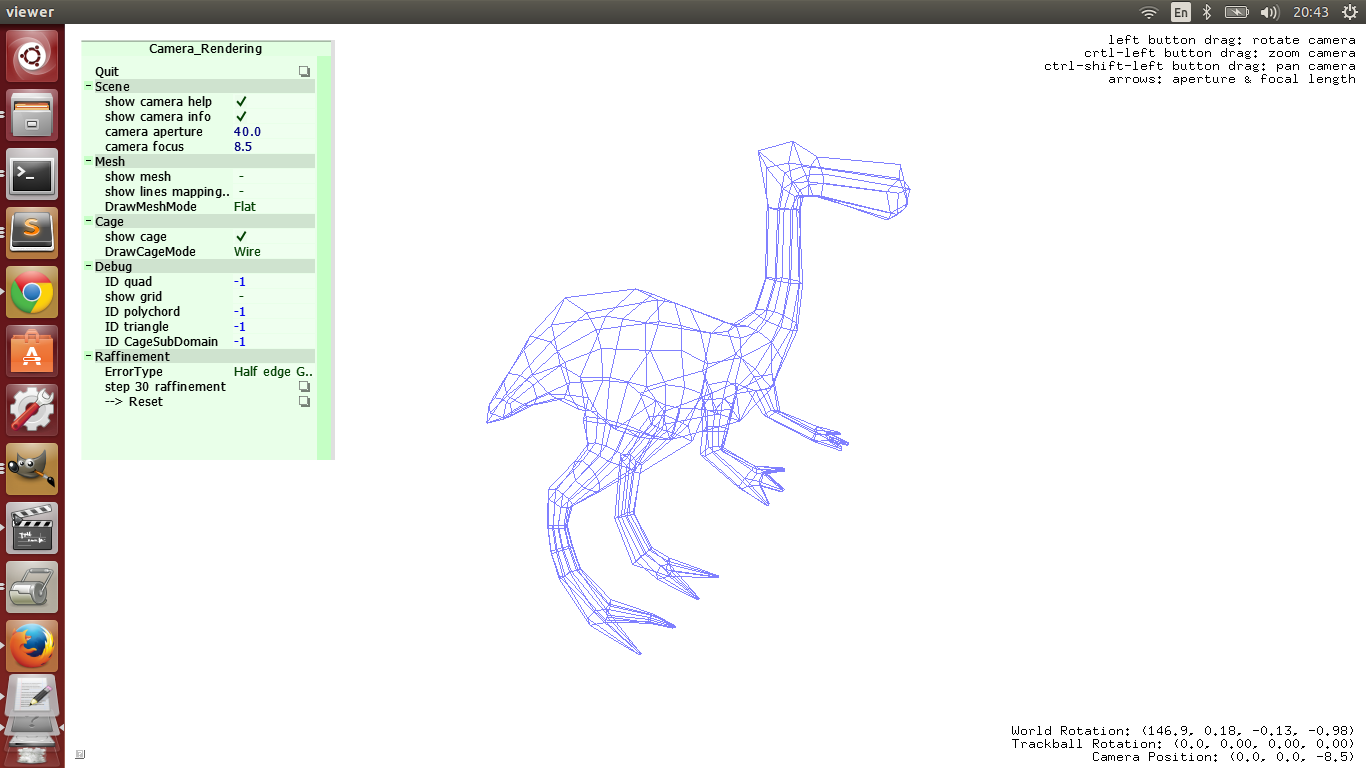 viewer
En
20:43
Camera_Rendering
Quit
Scene
show camera help
show camera info
camera aperture 40.0
camera focus 8.5
Mesh
show mesh -
show lines mapping.. -
DrawMeshMode Flat
Cage
show cage
DrawCageMode Wire
Debug
ID quad -1
show grid -
ID polychord -1
ID triangle -1
ID CageSubDomain -1
Raffinement
ErrorType Half edge G..
step 30 raffinement
--> Reset
left button drag: rotate camera
crtl-left button drag: zoom camera
ctrl-shift-left button drag: pan camera
arrows: aperture & focal length
World Rotation: (146.9, 0.18, -0.13, -0.98)
Trackball Rotation: (0.0, 0.00, 0.00, 0.00)
Camera Position: (0.0, 0.0, -8.5)